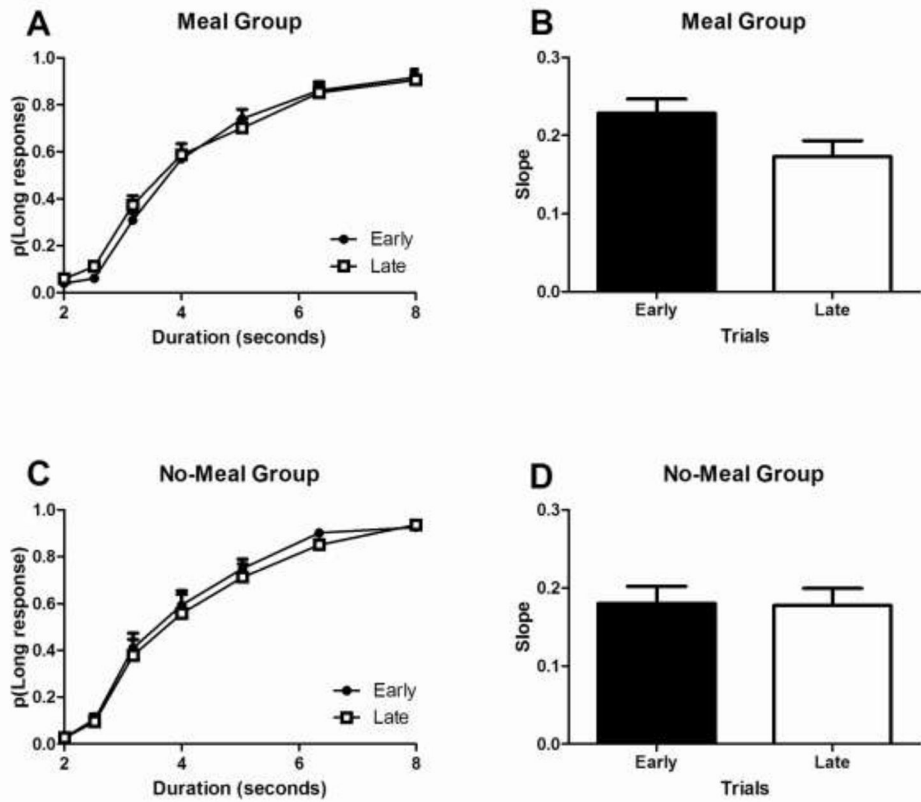 A
Meal Group
p(Long response)
1.0
0.8
0.6
0.4
0.2
0.0
2
4
6
8
Duration (seconds)
Early
Late
B
Meal Group
Slope
0.3
0.2
0.1
0.0
Early
Late
Trials
C
No-Meal Group
p(Long response)
1.0
0.8
0.6
0.4
0.2
0.0
2
4
6
8
Duration (seconds)
Early
Late
D
No-Meal Group
Slope
0.3
0.2
0.1
0.0
Early
Late
Trials